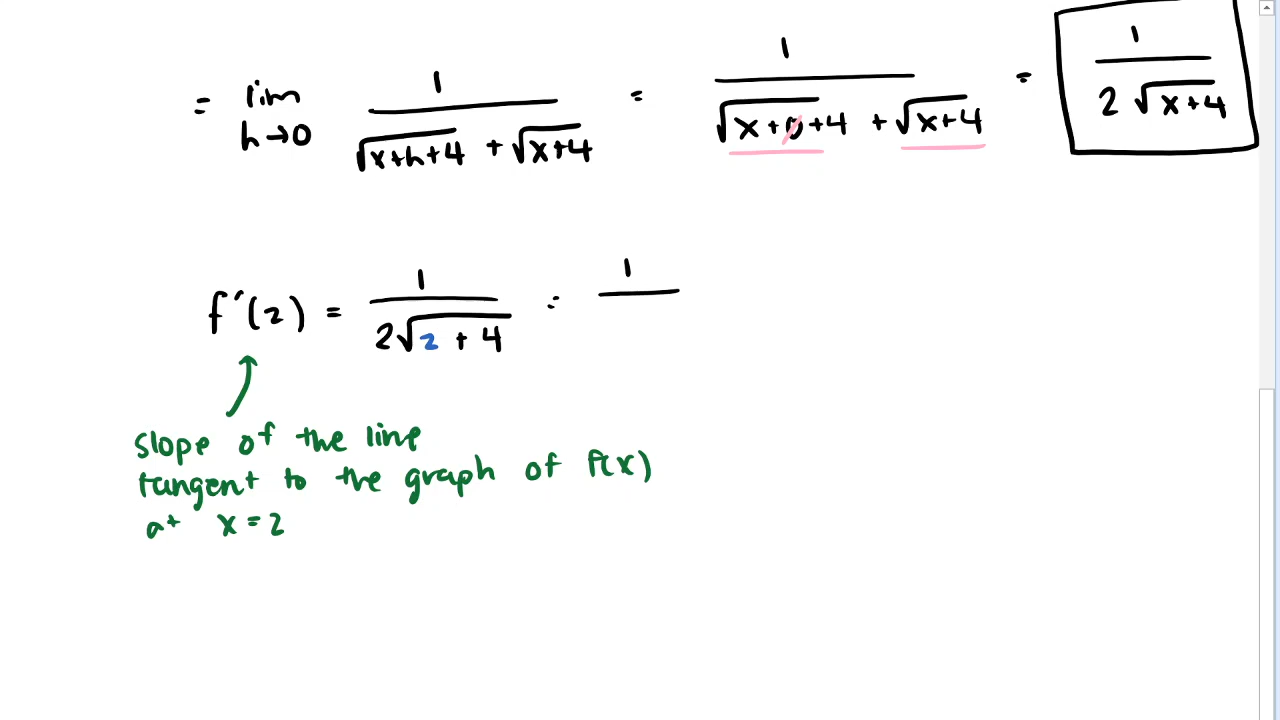 = lim h→0 1/(√(x+h+4) + √(x+4)) = 1/(√(x+0+4) + √(x+4)) = 1/(2√(x+4))
f'(2) = 1/(2√(2+4)) = 1/
slope of the line
tangent to the graph of f(x)
at x=2